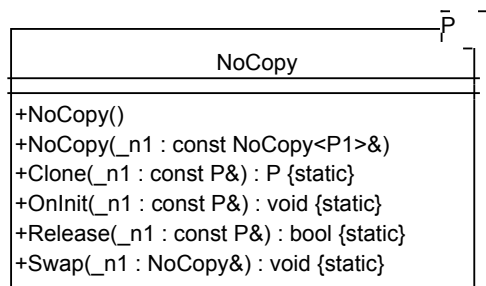 P
NoCopy
+NoCopy()
+NoCopy(_n1 : const NoCopy<P1>&)
+Clone(_n1 : const P&) : P {static}
+OnInit(_n1 : const P&) : void {static}
+Release(_n1 : const P&) : bool {static}
+Swap(_n1 : NoCopy&) : void {static}